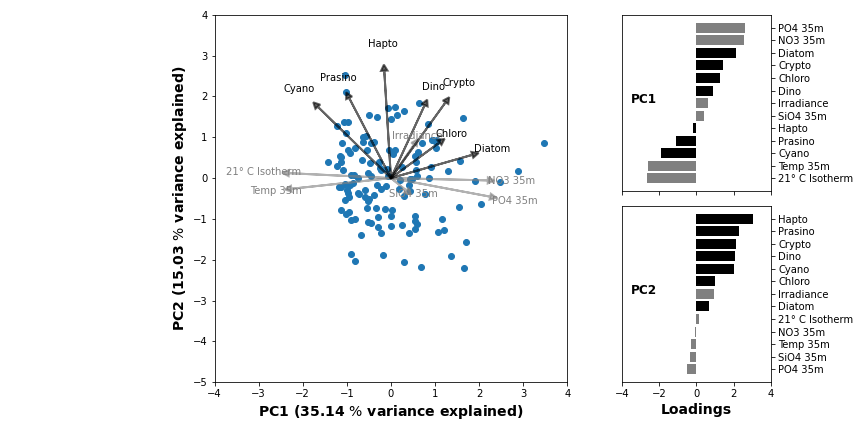 4
3
2
1
0
−1
−2
−3
−4
−5
PC2 (15.03 % variance explained)
Hapto
Prasino
Cyano
Dino
Crypto
Irradiance
Chloro
Diatom
21° C Isotherm
NO3 35m
Temp 35m
SiO4 35m
PO4 35m
−4 −3 −2 −1 0 1 2 3 4
PC1 (35.14 % variance explained)
PC1
PO4 35m
NO3 35m
Diatom
Crypto
Chloro
Dino
Irradiance
SiO4 35m
Hapto
Prasino
Cyano
Temp 35m
21° C Isotherm
PC2
Hapto
Prasino
Crypto
Dino
Cyano
Chloro
Irradiance
Diatom
21° C Isotherm
NO3 35m
Temp 35m
SiO4 35m
PO4 35m
−4 −2 0 2 4
Loadings